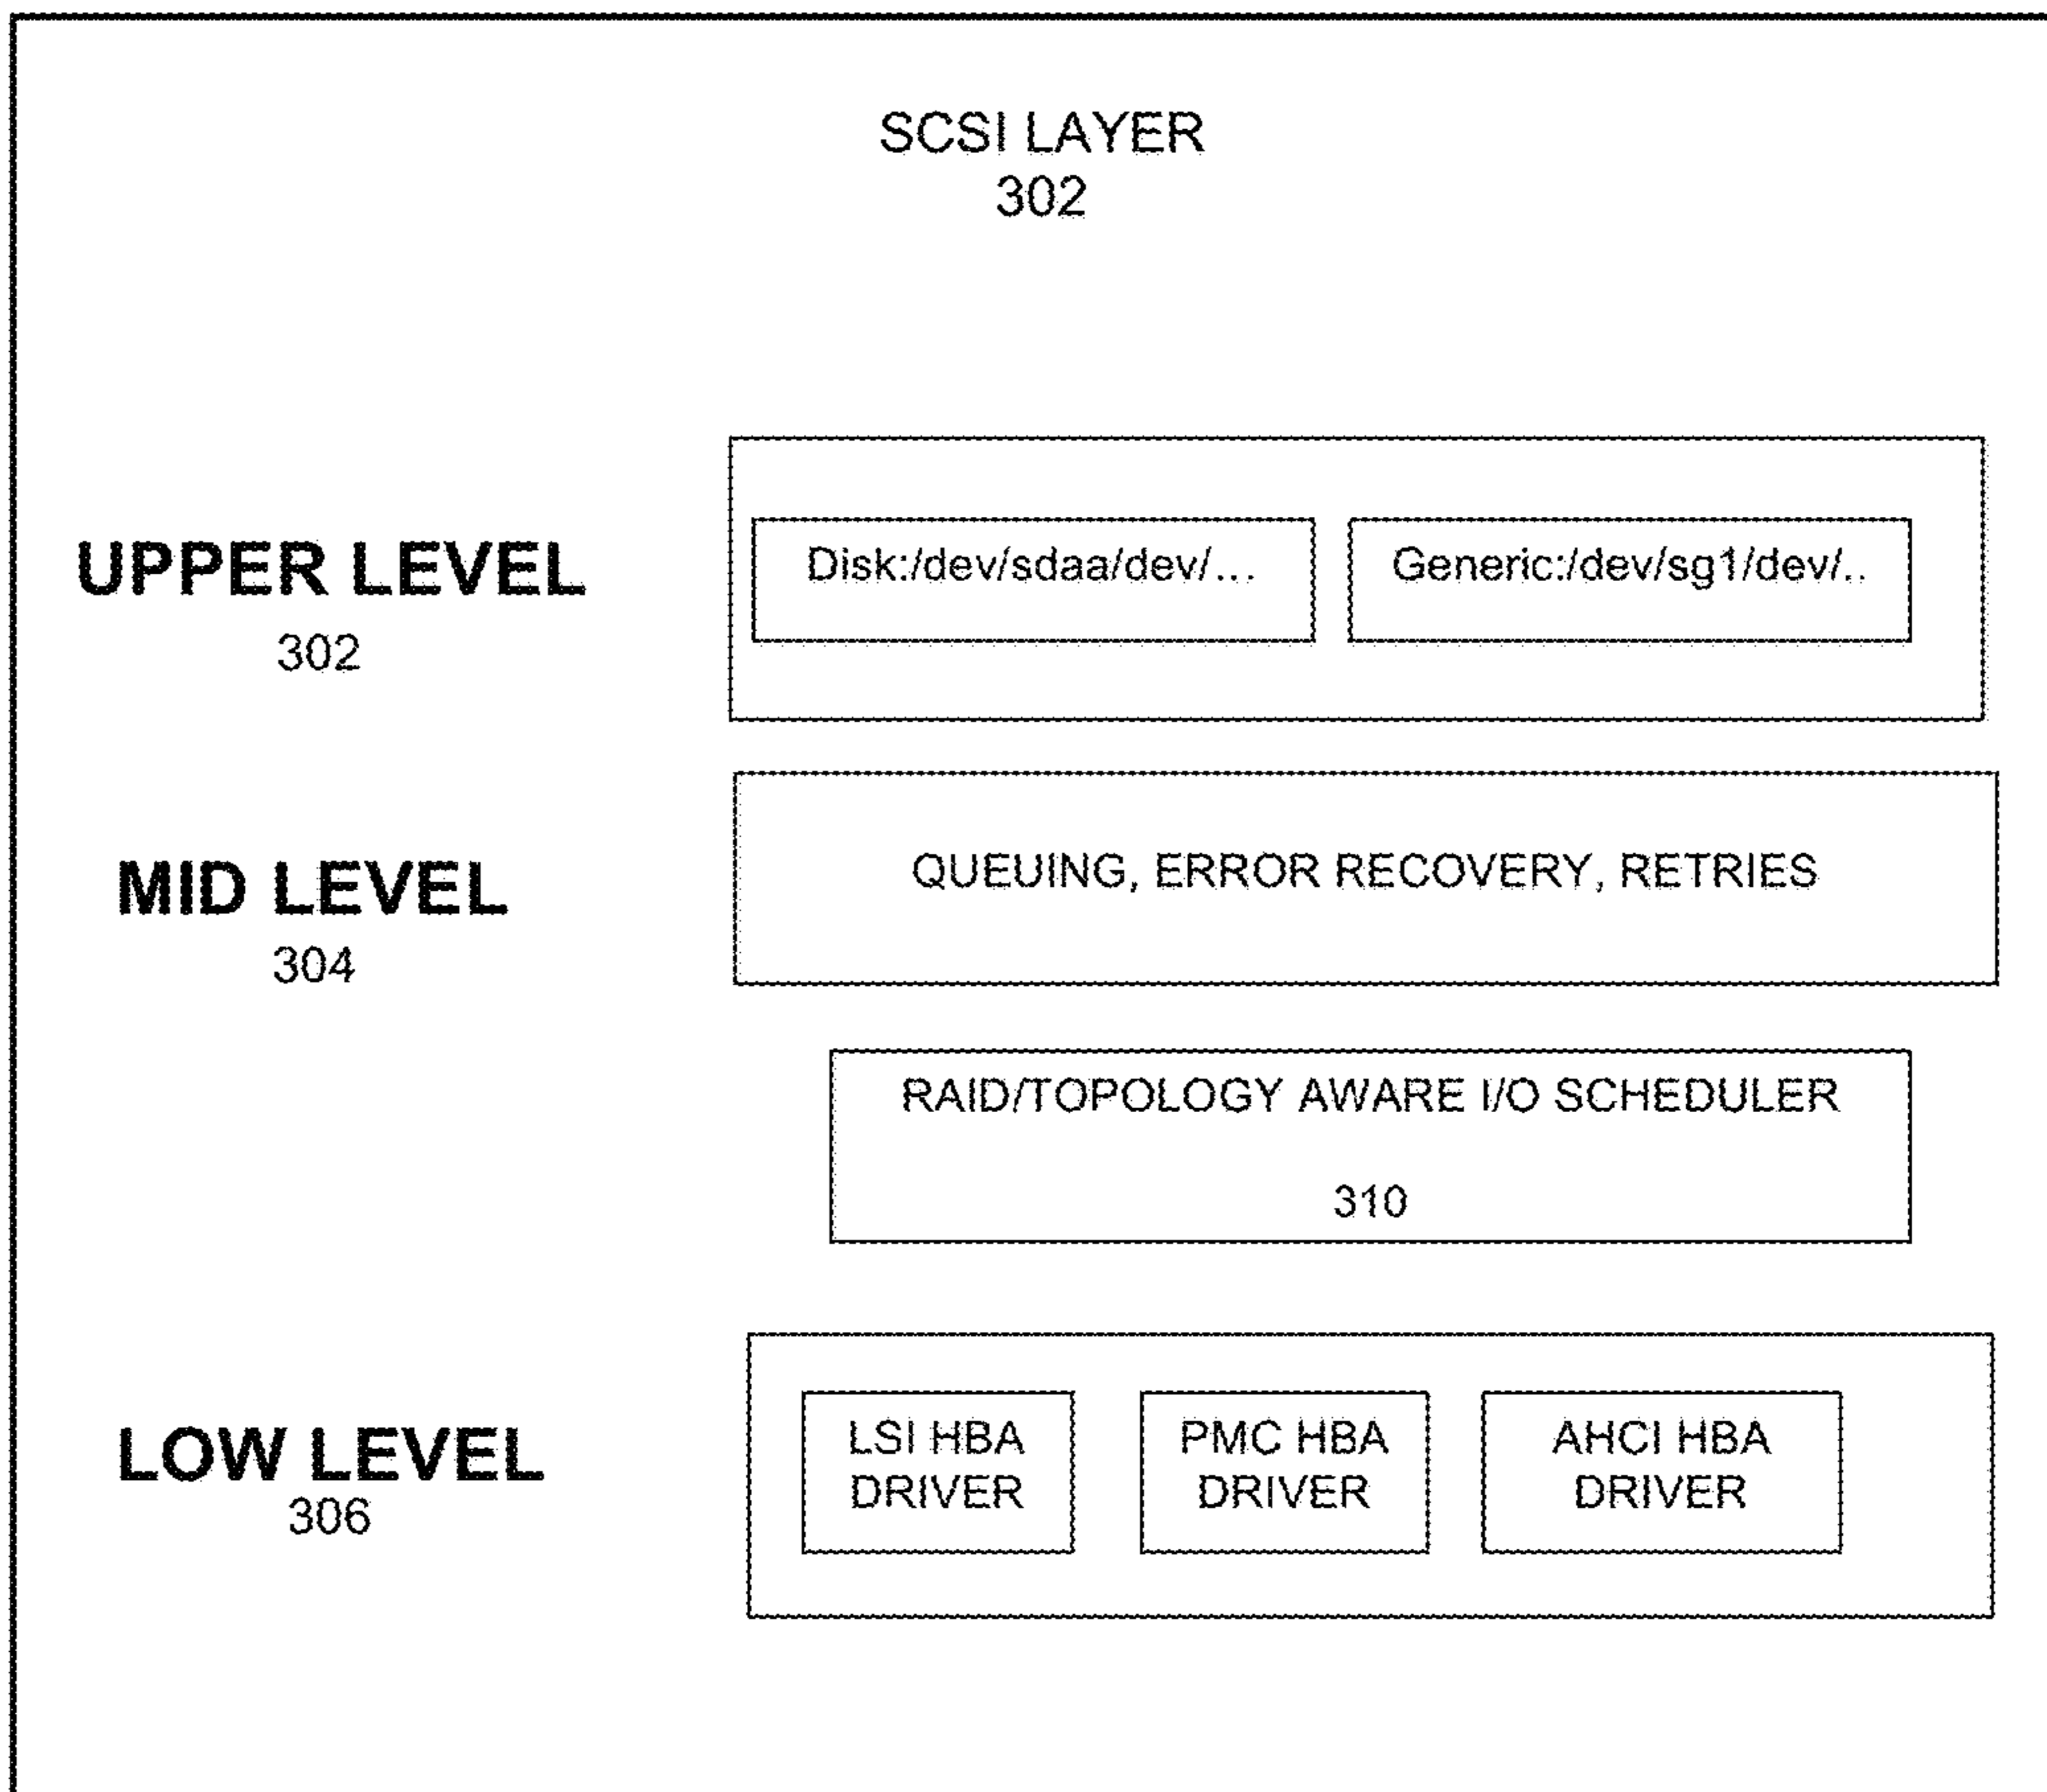 SCSI LAYER
302
UPPER LEVEL
302
Disk:/dev/sdaa/dev/...
Generic:/dev/sg1/dev/..
MID LEVEL
304
QUEUING, ERROR RECOVERY, RETRIES
RAID/TOPOLOGY AWARE I/O SCHEDULER
310
LOW LEVEL
306
LSI HBA
DRIVER
PMC HBA
DRIVER
AHCI HBA
DRIVER